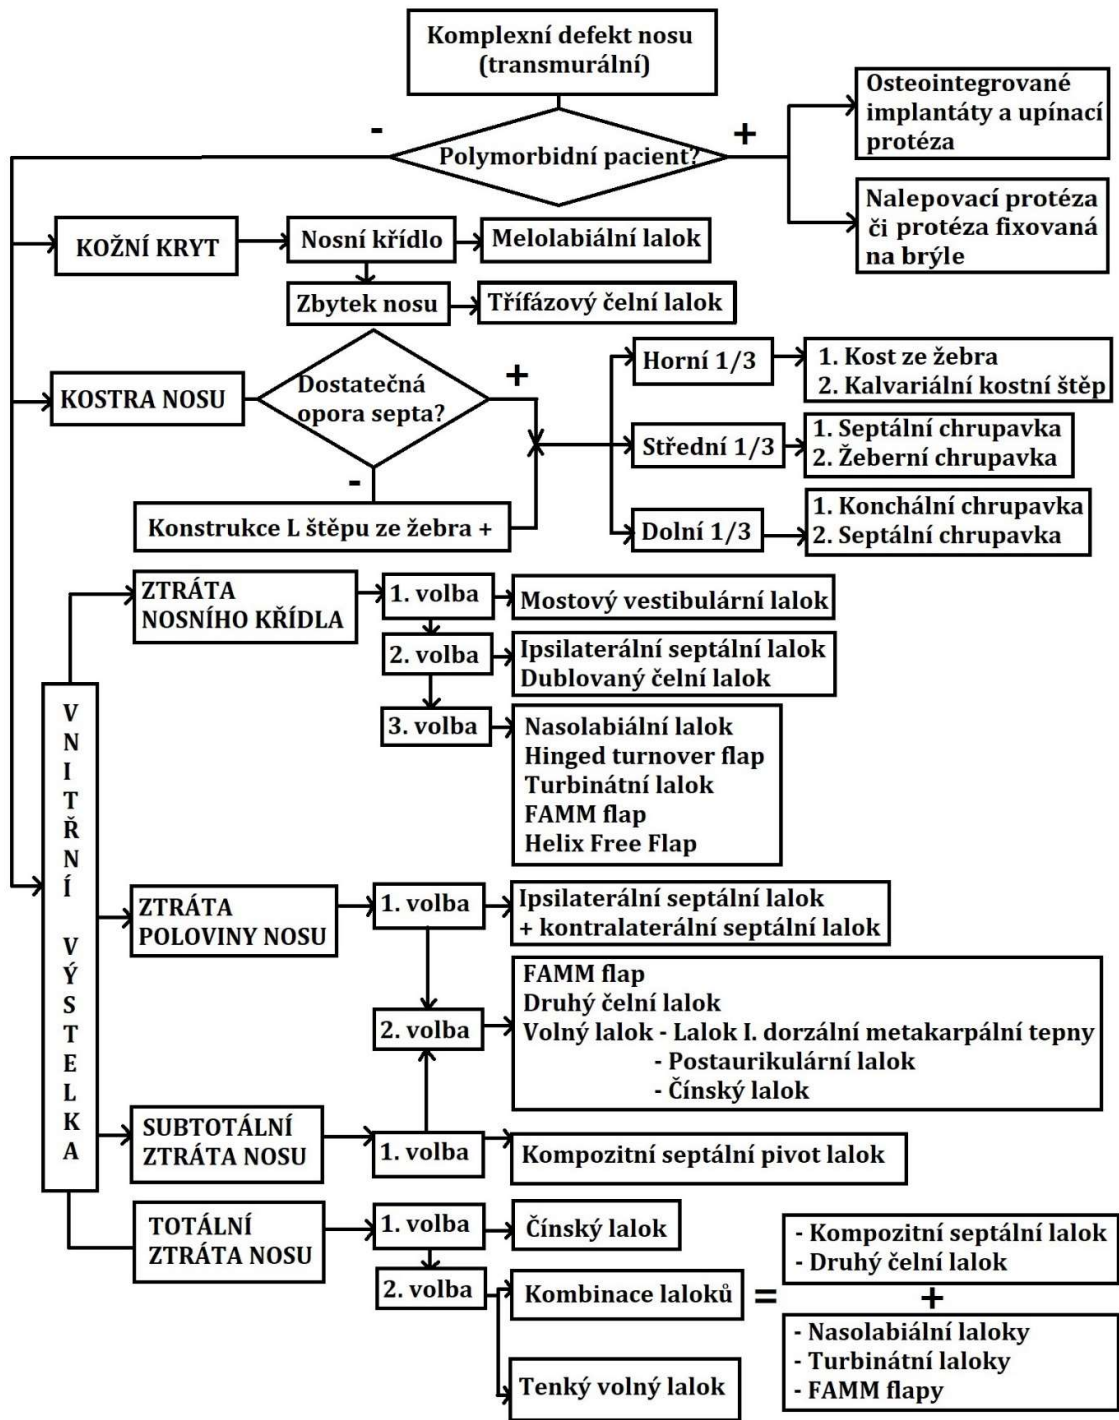 Komplexní defekt nosu
(transmurální)
-
+
Polymorbidní pacient?
Osteointegrované
implantáty a upínací
protéza
Nalepovací protéza
či protéza fixovaná
na brýle
KOŽNÍ KRYT
Nosní křídlo
Melolabiální lalok
Zbytek nosu
Třífázový čelní lalok
KOSTRA NOSU
Dostatečná
opora septa?
+
-
Konstrukce L štěpu ze žebra +
Horní 1/3
1. Kost ze žebra
2. Kalvariální kostní štěp
Střední 1/3
1. Septální chrupavka
2. Žeberní chrupavka
Dolní 1/3
1. Konchální chrupavka
2. Septální chrupavka
VNITŘNÍ VÝSTELKA
ZTRÁTA
NOSNÍHO KŘÍDLA
1. volba
Mostový vestibulární lalok
2. volba
Ipsilaterální septální lalok
Dublovaný čelní lalok
3. volba
Nasolabiální lalok
Hinged turnover flap
Turbinátní lalok
FAMM flap
Helix Free Flap
ZTRÁTA
POLOVINY NOSU
1. volba
Ipsilaterální septální lalok
+ kontralaterální septální lalok
2. volba
FAMM flap
Druhý čelní lalok
Volný lalok - Lalok I. dorzální metakarpální tepny
- Postaurikulární lalok
- Čínský lalok
SUBTOTÁLNÍ
ZTRÁTA NOSU
1. volba
Kompozitní septální pivot lalok
TOTÁLNÍ
ZTRÁTA NOSU
1. volba
Čínský lalok
2. volba
Kombinace laloků
=
- Kompozitní septální lalok
- Druhý čelní lalok
+
- Nasolabiální laloky
- Turbinátní laloky
- FAMM flapy
Tenký volný lalok